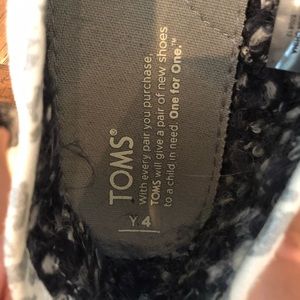 TOMS®
With every pair you purchase,
TOMS will give a pair of new shoes
to a child in need. One for One.™
Y 4